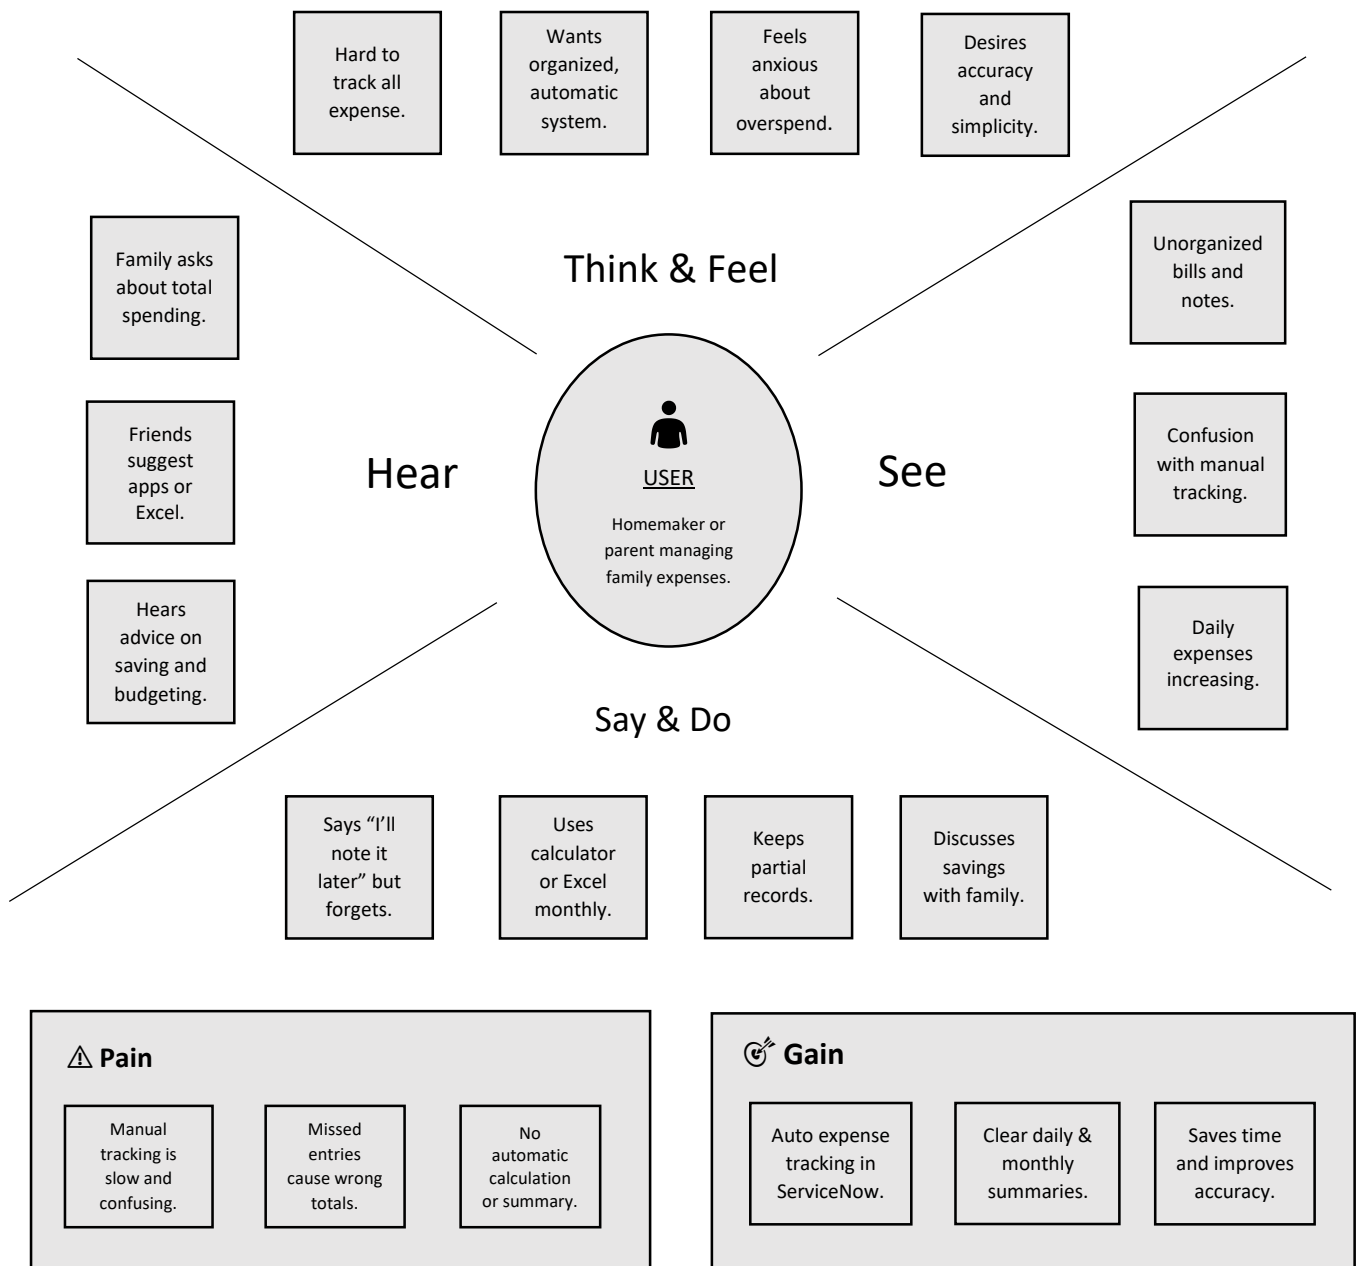 Hard to
track all
expense.
Wants
organized,
automatic
system.
Feels
anxious
about
overspend.
Desires
accuracy
and
simplicity.
Think & Feel
Family asks
about total
spending.
Friends
suggest
apps or
Excel.
Hears
advice on
saving and
budgeting.
Hear
USER
Homemaker or
parent managing
family expenses.
See
Unorganized
bills and
notes.
Confusion
with manual
tracking.
Daily
expenses
increasing.
Say & Do
Says “I’ll
note it
later” but
forgets.
Uses
calculator
or Excel
monthly.
Keeps
partial
records.
Discusses
savings
with family.
Pain
Manual
tracking is
slow and
confusing.
Missed
entries
cause wrong
totals.
No
automatic
calculation
or summary.
Gain
Auto expense
tracking in
ServiceNow.
Clear daily &
monthly
summaries.
Saves time
and improves
accuracy.